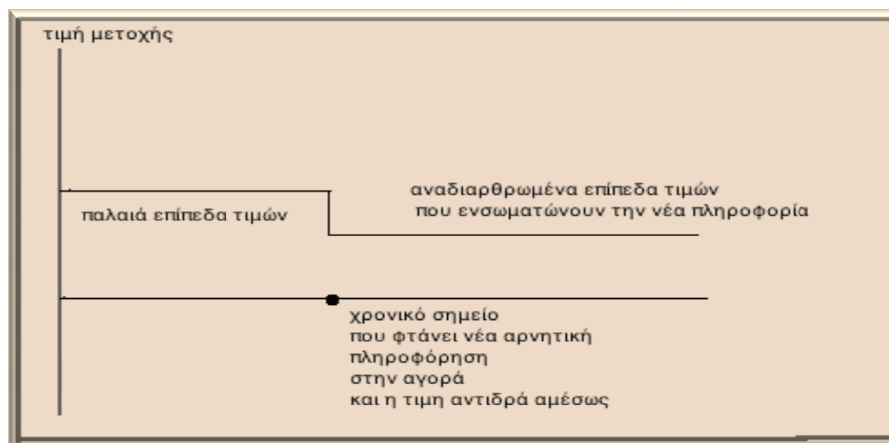 τιμή μετοχής
αναδιαρθρωμένα επίπεδα τιμών
παλαιά επίπεδα τιμών
που ενσωματώνουν την νέα πληροφορία
χρονικό σημείο
που φτάνει νέα αρνητική
πληροφόρηση
στην αγορά
και η τιμη αντιδρά αμέσως